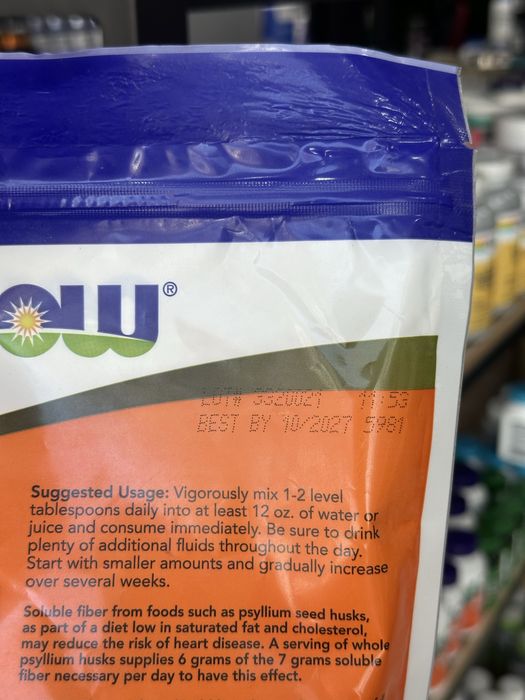 NOW®
LOT# 3320021 11:53
BEST BY 10/2027 5981
Suggested Usage: Vigorously mix 1-2 level
tablespoons daily into at least 12 oz. of water or
juice and consume immediately. Be sure to drink
plenty of additional fluids throughout the day.
Start with smaller amounts and gradually increase
over several weeks.
Soluble fiber from foods such as psyllium seed husks,
as part of a diet low in saturated fat and cholesterol,
may reduce the risk of heart disease. A serving of whole
psyllium husks supplies 6 grams of the 7 grams soluble
fiber necessary per day to have this effect.